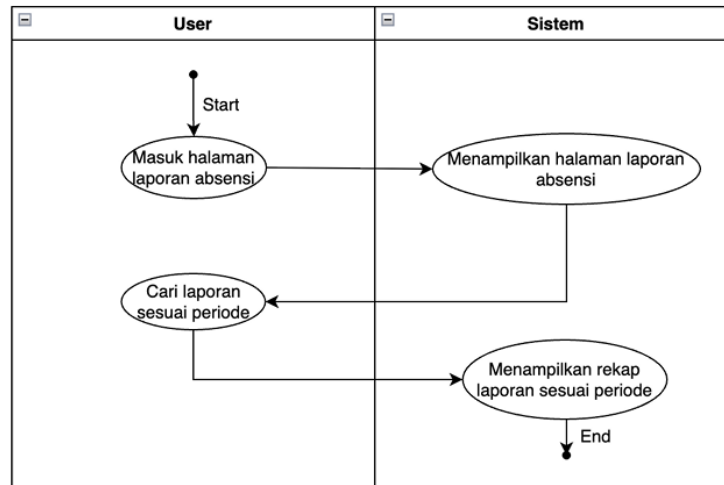 User
Sistem
Start
Masuk halaman
laporan absensi
Menampilkan halaman laporan
absensi
Cari laporan
sesuai periode
Menampilkan rekap
laporan sesuai periode
End